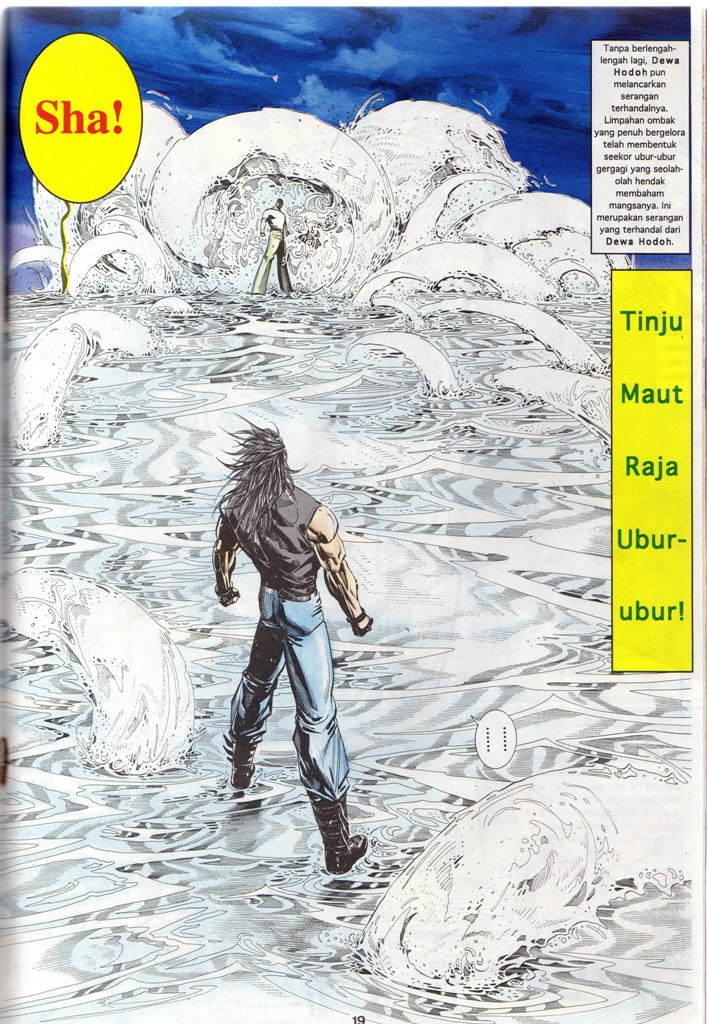 Sha!
Tanpa berlengah-
lengah lagi, Dewa
Hodoh pun
melancarkan
serangan
terhandalnya.
Limpahan ombak
yang penuh bergelora
telah membentuk
seekor ubur-ubur
gergagi yang seolah-
olah hendak
membaham
mangsanya. Ini
merupakan serangan
yang terhandal dari
Dewa Hodoh.
Tinju
Maut
Raja
Ubur-
ubur!
19